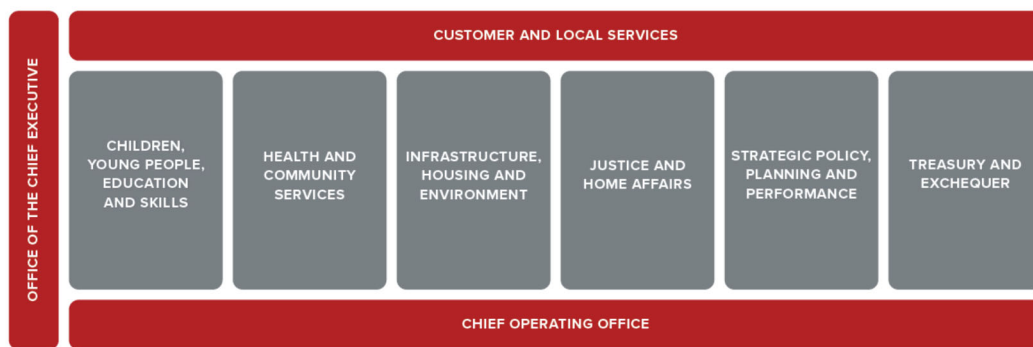 OFFICE OF THE CHIEF EXECUTIVE
CUSTOMER AND LOCAL SERVICES
CHILDREN,
YOUNG PEOPLE,
EDUCATION
AND SKILLS
HEALTH AND
COMMUNITY
SERVICES
INFRASTRUCTURE,
HOUSING AND
ENVIRONMENT
JUSTICE AND
HOME AFFAIRS
STRATEGIC POLICY,
PLANNING AND
PERFORMANCE
TREASURY AND
EXCHEQUER
CHIEF OPERATING OFFICE